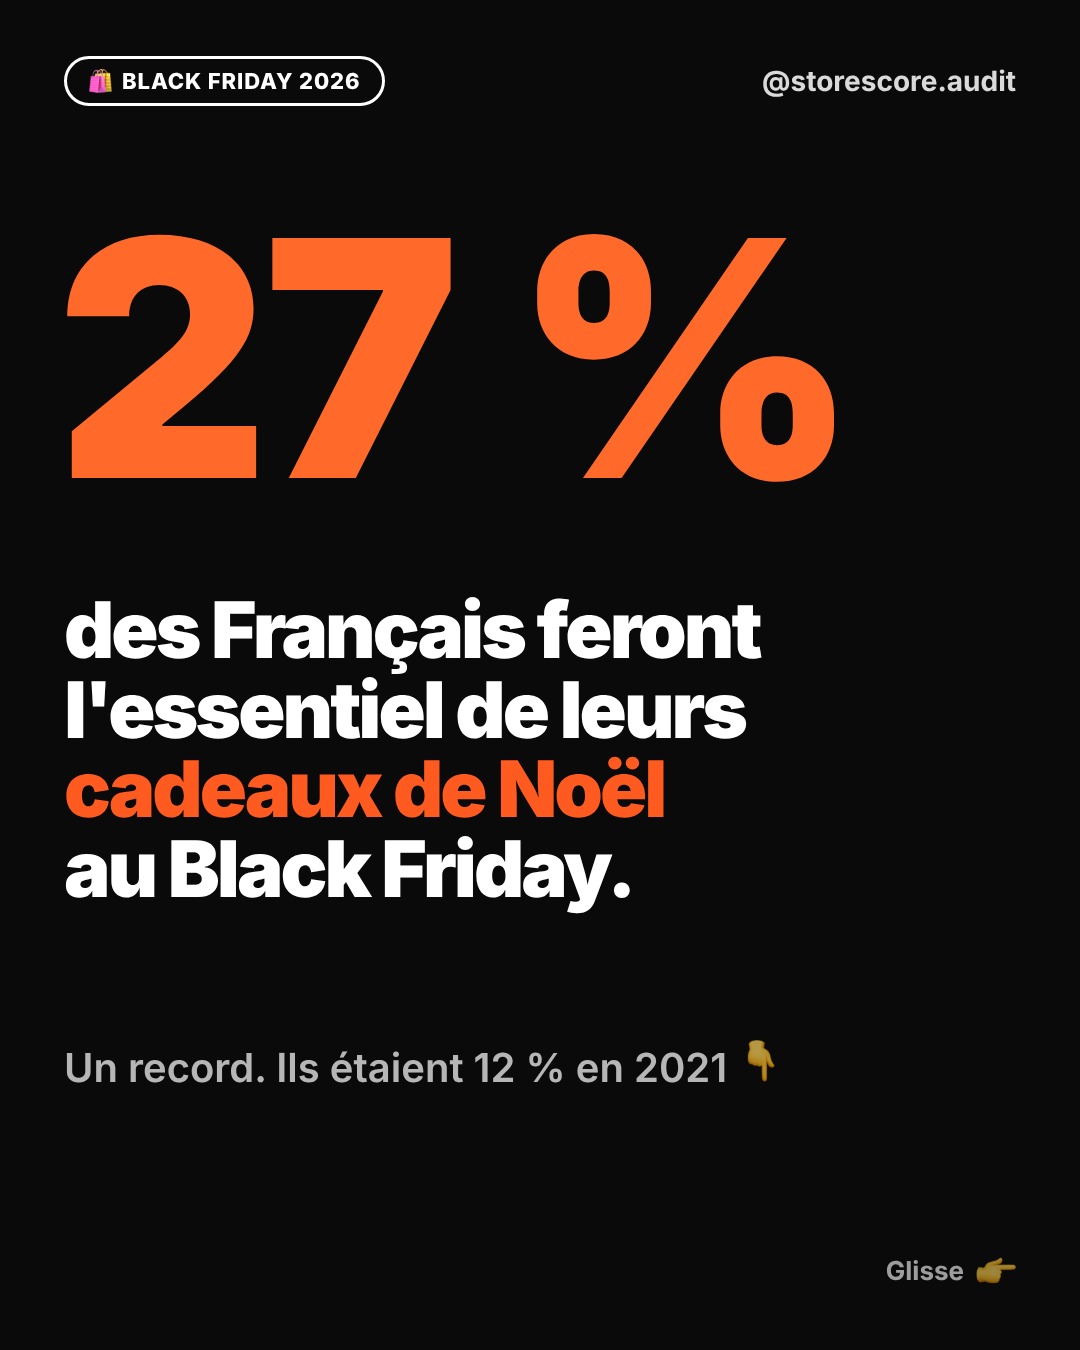 🛍️ BLACK FRIDAY 2026
@storescore.audit
27 %
des Français feront
l'essentiel de leurs
cadeaux de Noël
au Black Friday.
Un record. Ils étaient 12 % en 2021 👇
Glisse 👉